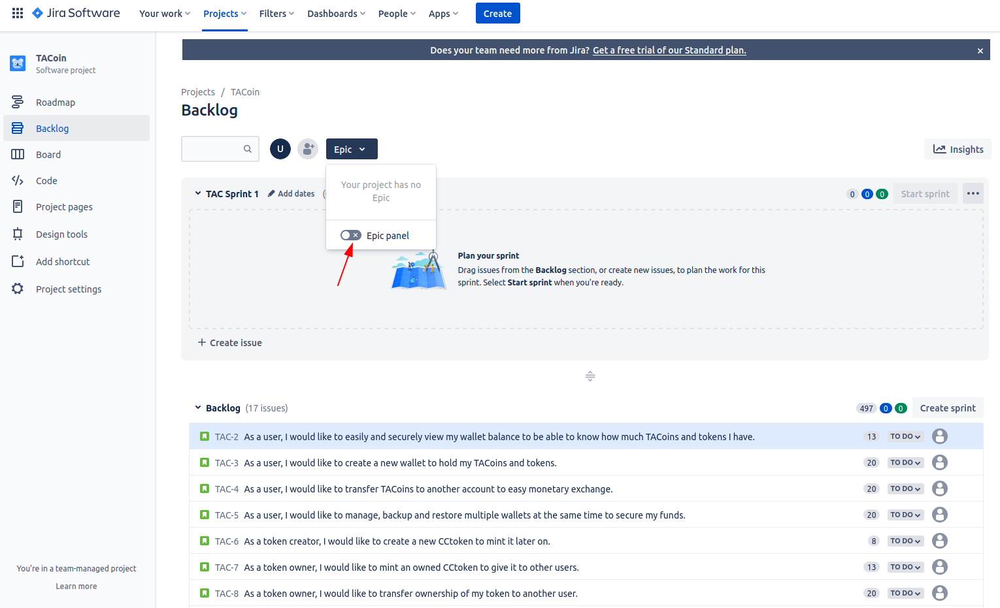 Jira Software
Your work
Projects
Filters
Dashboards
People
Apps
Create
TACoin
Software project
Roadmap
Backlog
Board
Code
Project pages
Design tools
Add shortcut
Project settings
You're in a team-managed project
Learn more
Does your team need more from Jira? Get a free trial of our Standard plan.
Projects / TACoin
Backlog
U
Epic
Insights
Your project has no
Epic
Epic panel
TAC Sprint 1 Add dates
0 0 0 Start sprint
Plan your sprint
Drag issues from the Backlog section, or create new issues, to plan the work for this
sprint. Select Start sprint when you're ready.
+ Create issue
Backlog (17 issues) 497 0 0 Create sprint
TAC-2 As a user, I would like to easily and securely view my wallet balance to be able to know how much TACoins and tokens I have. 13 TO DO
TAC-3 As a user, I would like to create a new wallet to hold my TACoins and tokens. 20 TO DO
TAC-4 As a user, I would like to transfer TACoins to another account to easy monetary exchange. 20 TO DO
TAC-5 As a user, I would like to manage, backup and restore multiple wallets at the same time to secure my funds. 20 TO DO
TAC-6 As a token creator, I would like to create a new CCtoken to mint it later on. 8 TO DO
TAC-7 As a token owner, I would like to mint an owned CCtoken to give it to other users. 13 TO DO
TAC-8 As a token owner, I would like to transfer ownership of my token to another user. 20 TO DO